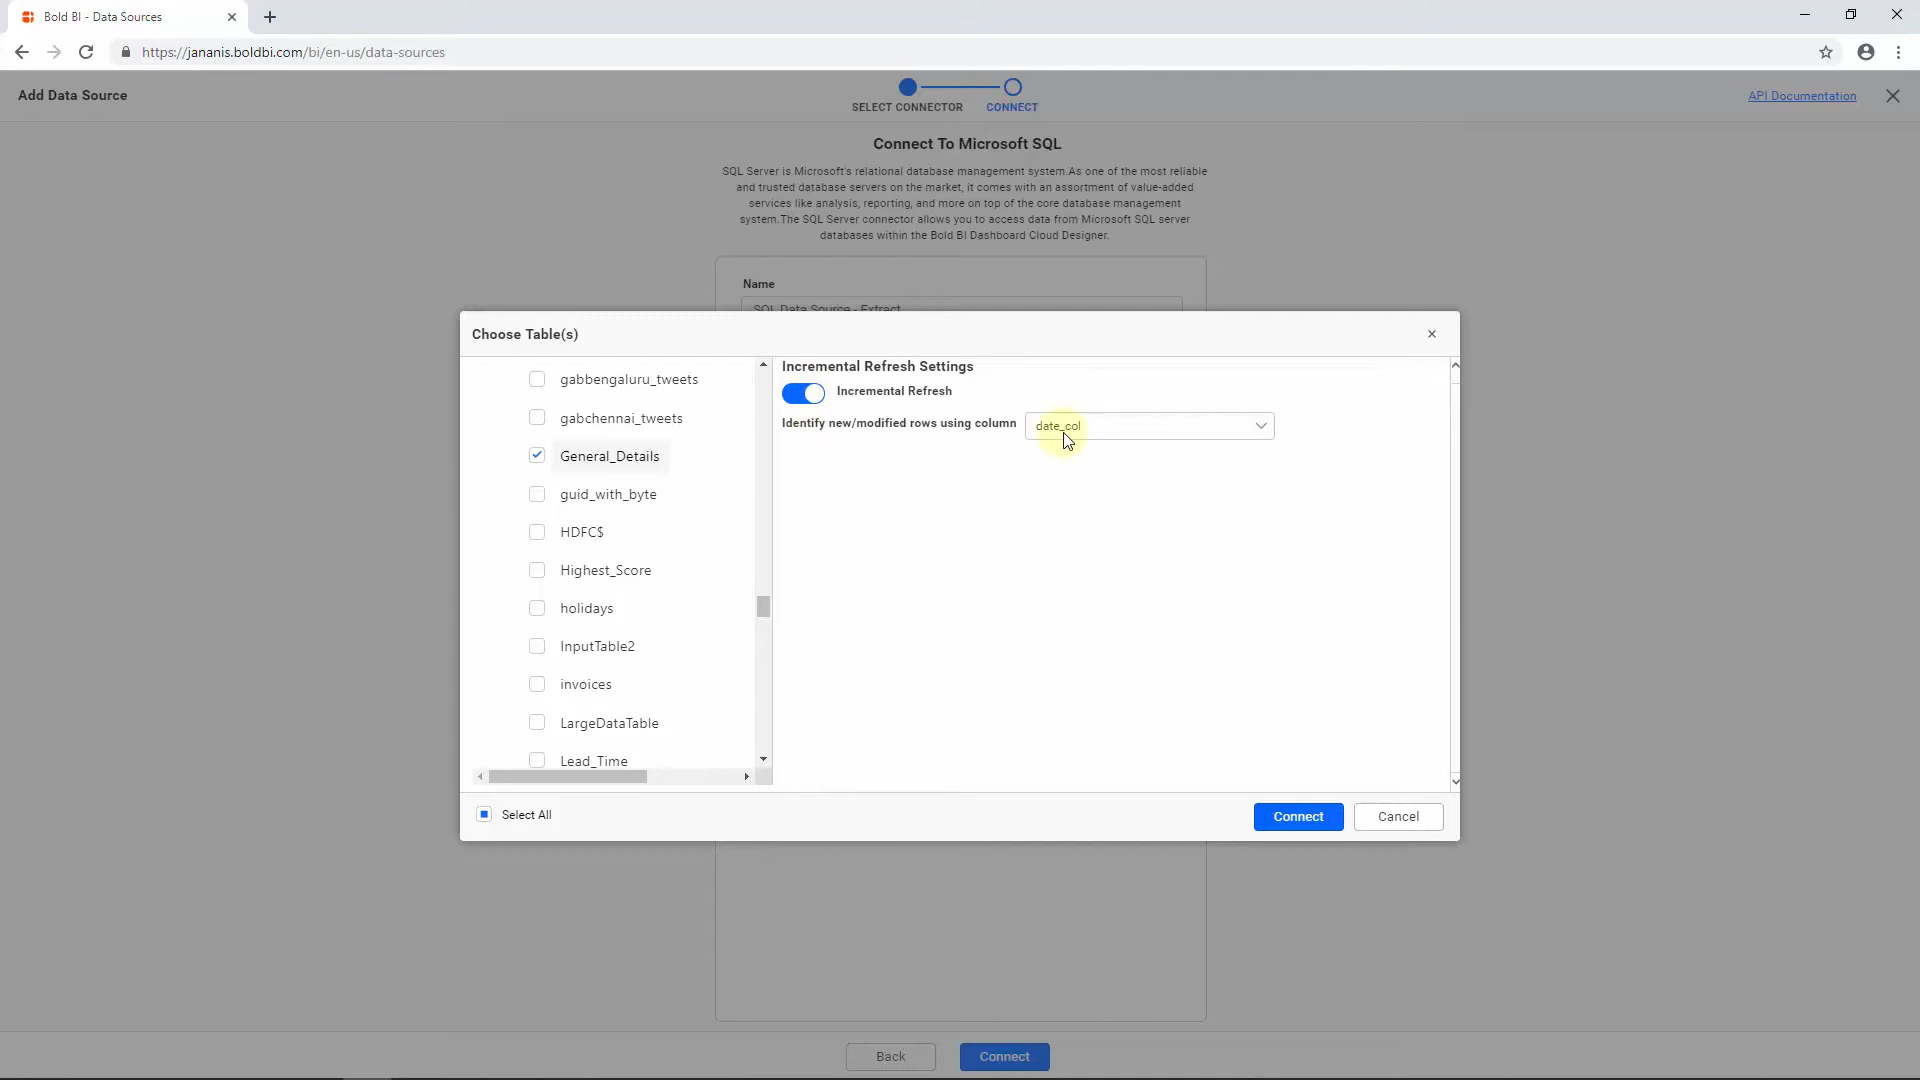 Bold BI - Data Sources
https://jananis.boldbi.com/bi/en-us/data-sources
Add Data Source
SELECT CONNECTOR
CONNECT
API Documentation
Connect To Microsoft SQL
SQL Server is Microsoft's relational database management system.As one of the most reliable
and trusted database servers on the market, it comes with an assortment of value-added
services like analysis, reporting, and more on top of the core database management
system.The SQL Server connector allows you to access data from Microsoft SQL server
databases within the Bold BI Dashboard Cloud Designer.
Name
SQL Data Source - Extract
Choose Table(s)
gabbengaluru_tweets
gabchennai_tweets
General_Details
guid_with_byte
HDFC$
Highest_Score
holidays
InputTable2
invoices
LargeDataTable
Lead_Time
Incremental Refresh Settings
Incremental Refresh
Identify new/modified rows using column
date_col
Select All
Connect
Cancel
Back
Connect